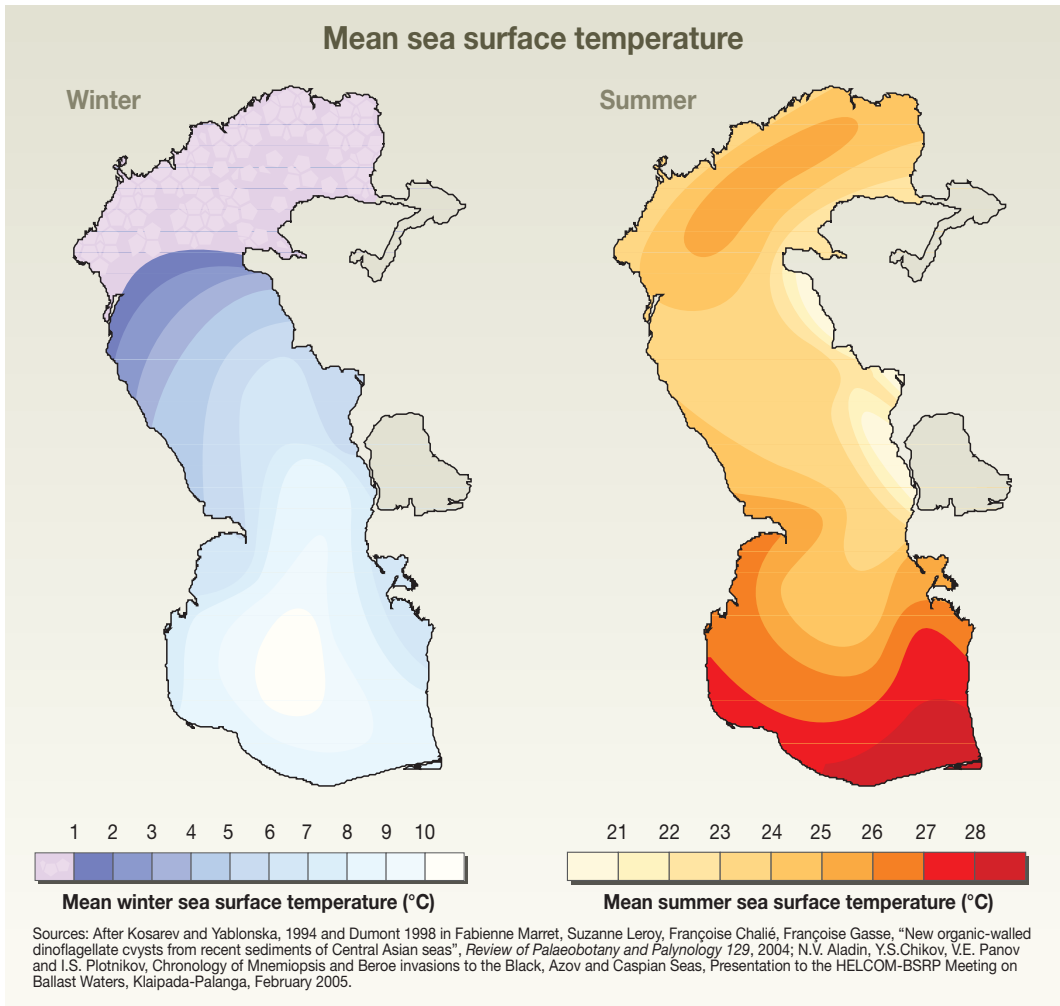 Mean sea surface temperature
Winter
Summer
1 2 3 4 5 6 7 8 9 10
Mean winter sea surface temperature (°C)
21 22 23 24 25 26 27 28
Mean summer sea surface temperature (°C)
Sources: After Kosarev and Yablonska, 1994 and Dumont 1998 in Fabienne Marret, Suzanne Leroy, Françoise Chalié, Françoise Gasse, “New organic-walled
dinoflagellate cvysts from recent sediments of Central Asian seas”, Review of Palaeobotany and Palynology 129, 2004; N.V. Aladin, Y.S.Chikov, V.E. Panov
and I.S. Plotnikov, Chronology of Mnemiopsis and Beroe invasions to the Black, Azov and Caspian Seas, Presentation to the HELCOM-BSRP Meeting on
Ballast Waters, Klaipada-Palanga, February 2005.